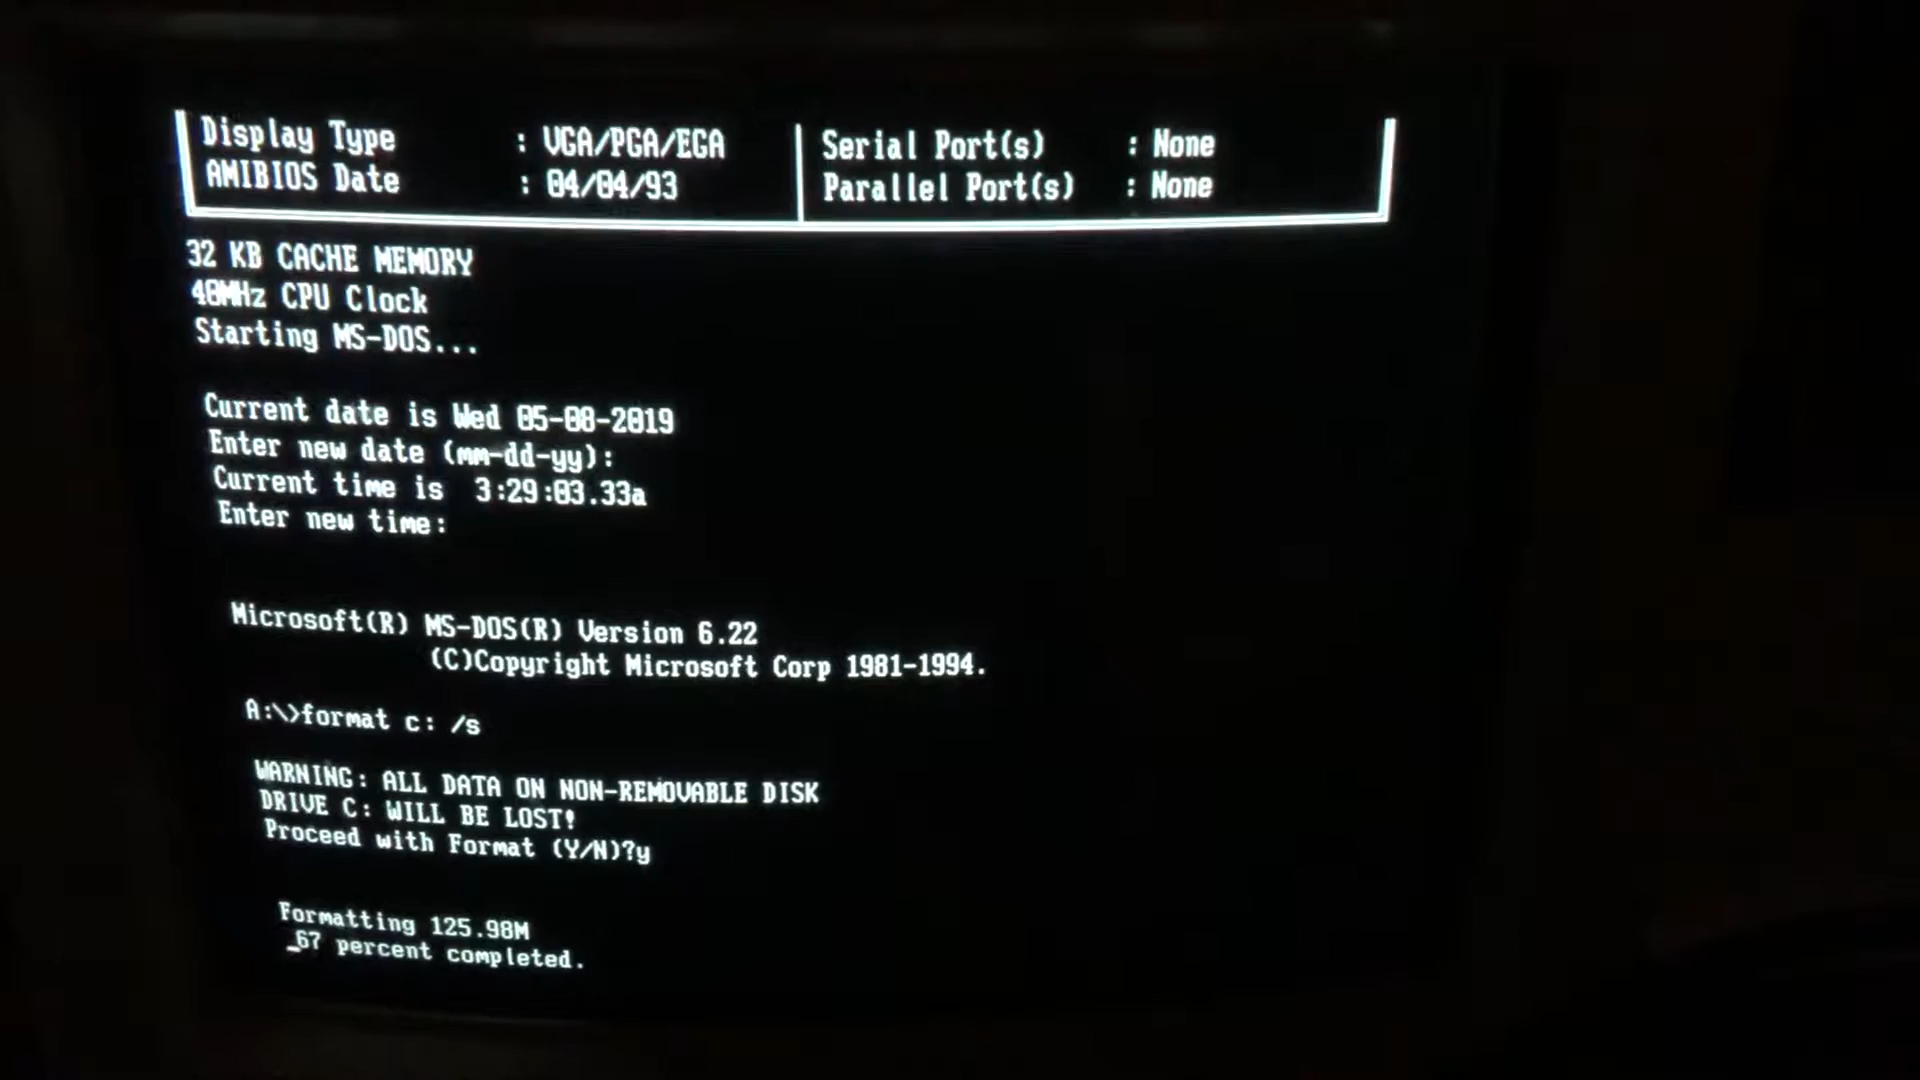 Display Type : VGA/PGA/EGA Serial Port(s) : None
AMIBIOS Date : 04/04/93 Parallel Port(s) : None
32 KB CACHE MEMORY
40MHz CPU Clock
Starting MS-DOS...
Current date is Wed 05-08-2019
Enter new date (mm-dd-yy):
Current time is 3:29:03.33a
Enter new time:
Microsoft(R) MS-DOS(R) Version 6.22
(C)Copyright Microsoft Corp 1981-1994.
A:\>format c: /s
WARNING: ALL DATA ON NON-REMOVABLE DISK
DRIVE C: WILL BE LOST!
Proceed with Format (Y/N)?y
Formatting 125.98M
_67 percent completed.